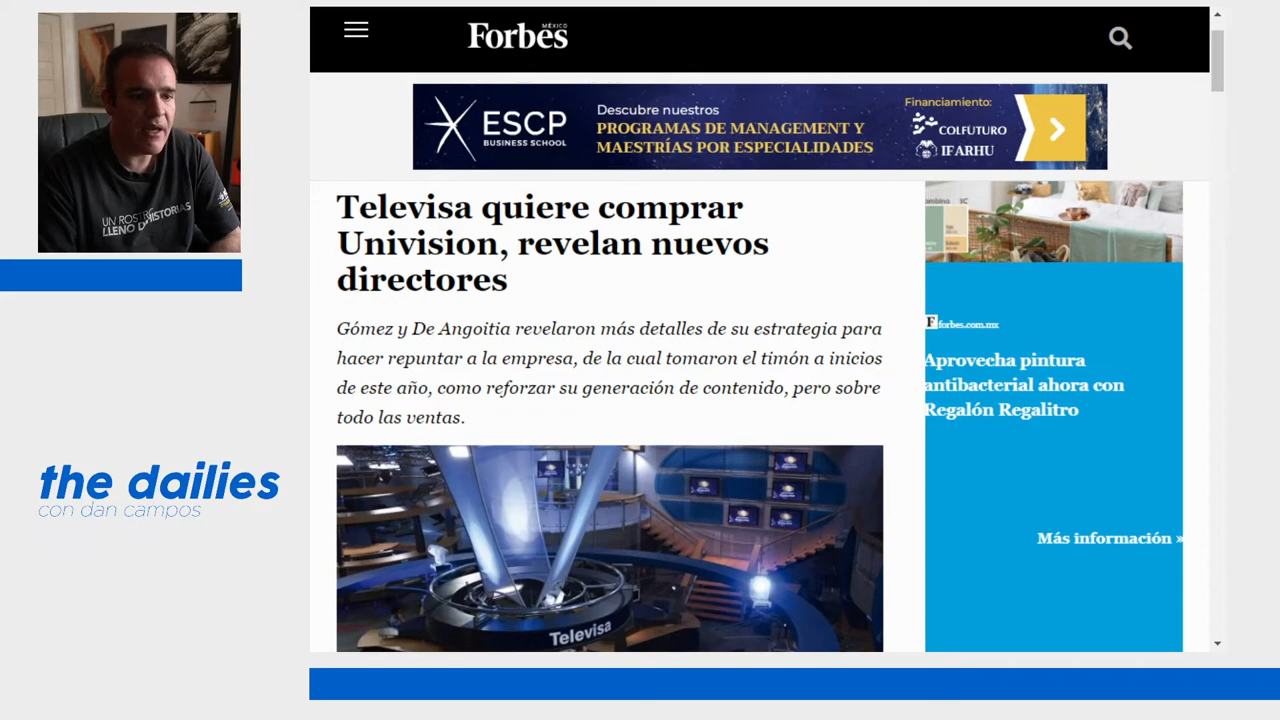 UN ROSTRO
LLENO DE HISTORIAS
the dailies
con dan campos
Forbes
MÉXICO
ESCP
BUSINESS SCHOOL
Descubre nuestros
PROGRAMAS DE MANAGEMENT Y
MAESTRÍAS POR ESPECIALIDADES
Financiamiento:
COLFUTURO
IFARHU
Televisa quiere comprar
Univision, revelan nuevos
directores
Gómez y De Angoitia revelaron más detalles de su estrategia para
hacer repuntar a la empresa, de la cual tomaron el timón a inicios
de este año, como reforzar su generación de contenido, pero sobre
todo las ventas.
Televisa
F forbes.com.mx
Aprovecha pintura
antibacterial ahora con
Regalón Regalitro
Más información »